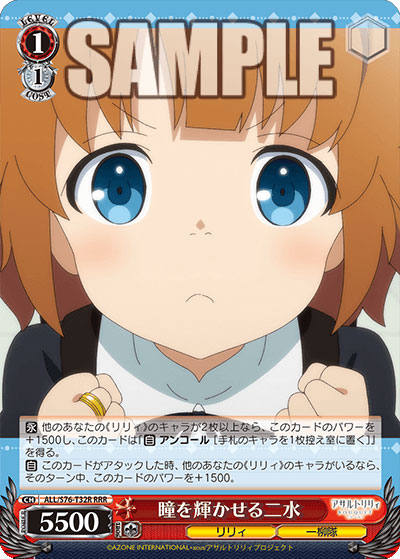 LEVEL
1
1
COST
SAMPLE
永 他のあなたの《リリィ》のキャラが2枚以上なら、このカードのパワーを
+1500し、このカードは『自 アンコール [手札のキャラを1枚控え室に置く]』
を得る。
自 このカードがアタックした時、他のあなたの《リリィ》のキャラがいるなら、
そのターン中、このカードのパワーを+1500。
CH ALL/S76-T32R RRR
瞳を輝かせる二水
アサルトリリィ
BOUQUET
5500
リリィ
一柳隊
©AZONE INTERNATIONAL・acus/アサルトリリィプロジェクト